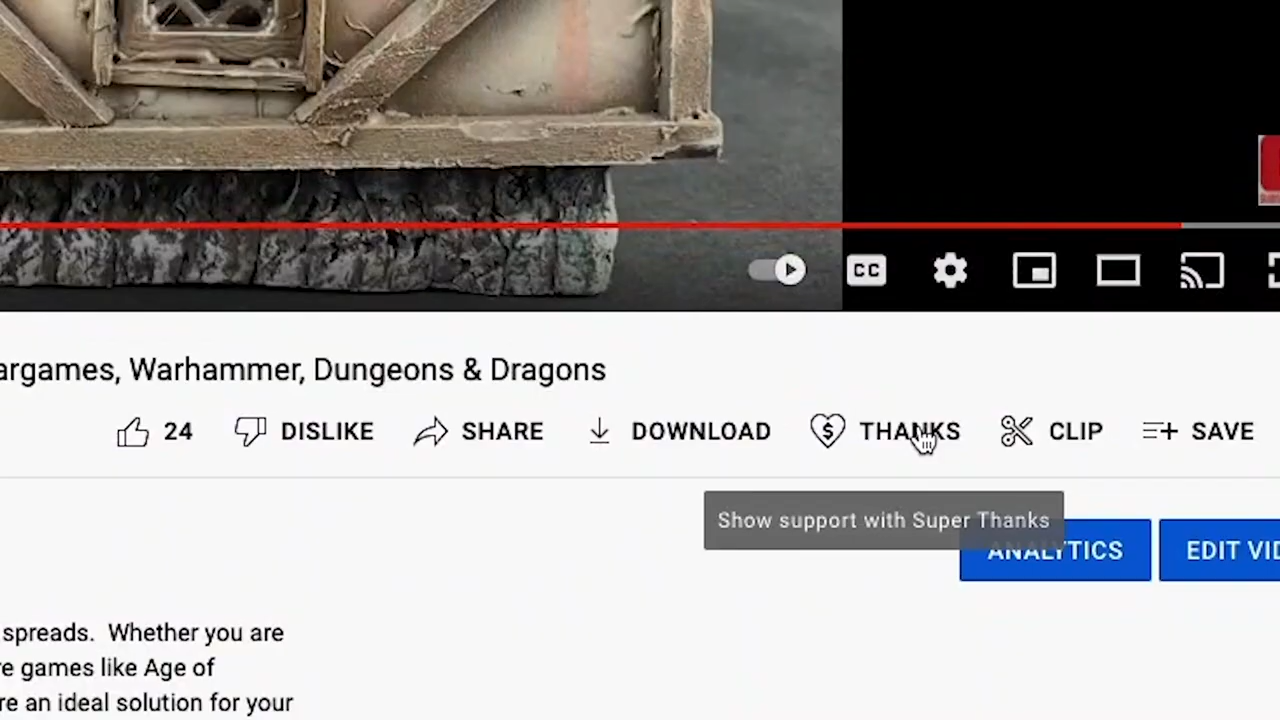 CC
argames, Warhammer, Dungeons & Dragons
24 DISLIKE SHARE DOWNLOAD THANKS CLIP SAVE
Show support with Super Thanks
ANALYTICS EDIT VID
spreads. Whether you are
re games like Age of
re an ideal solution for your